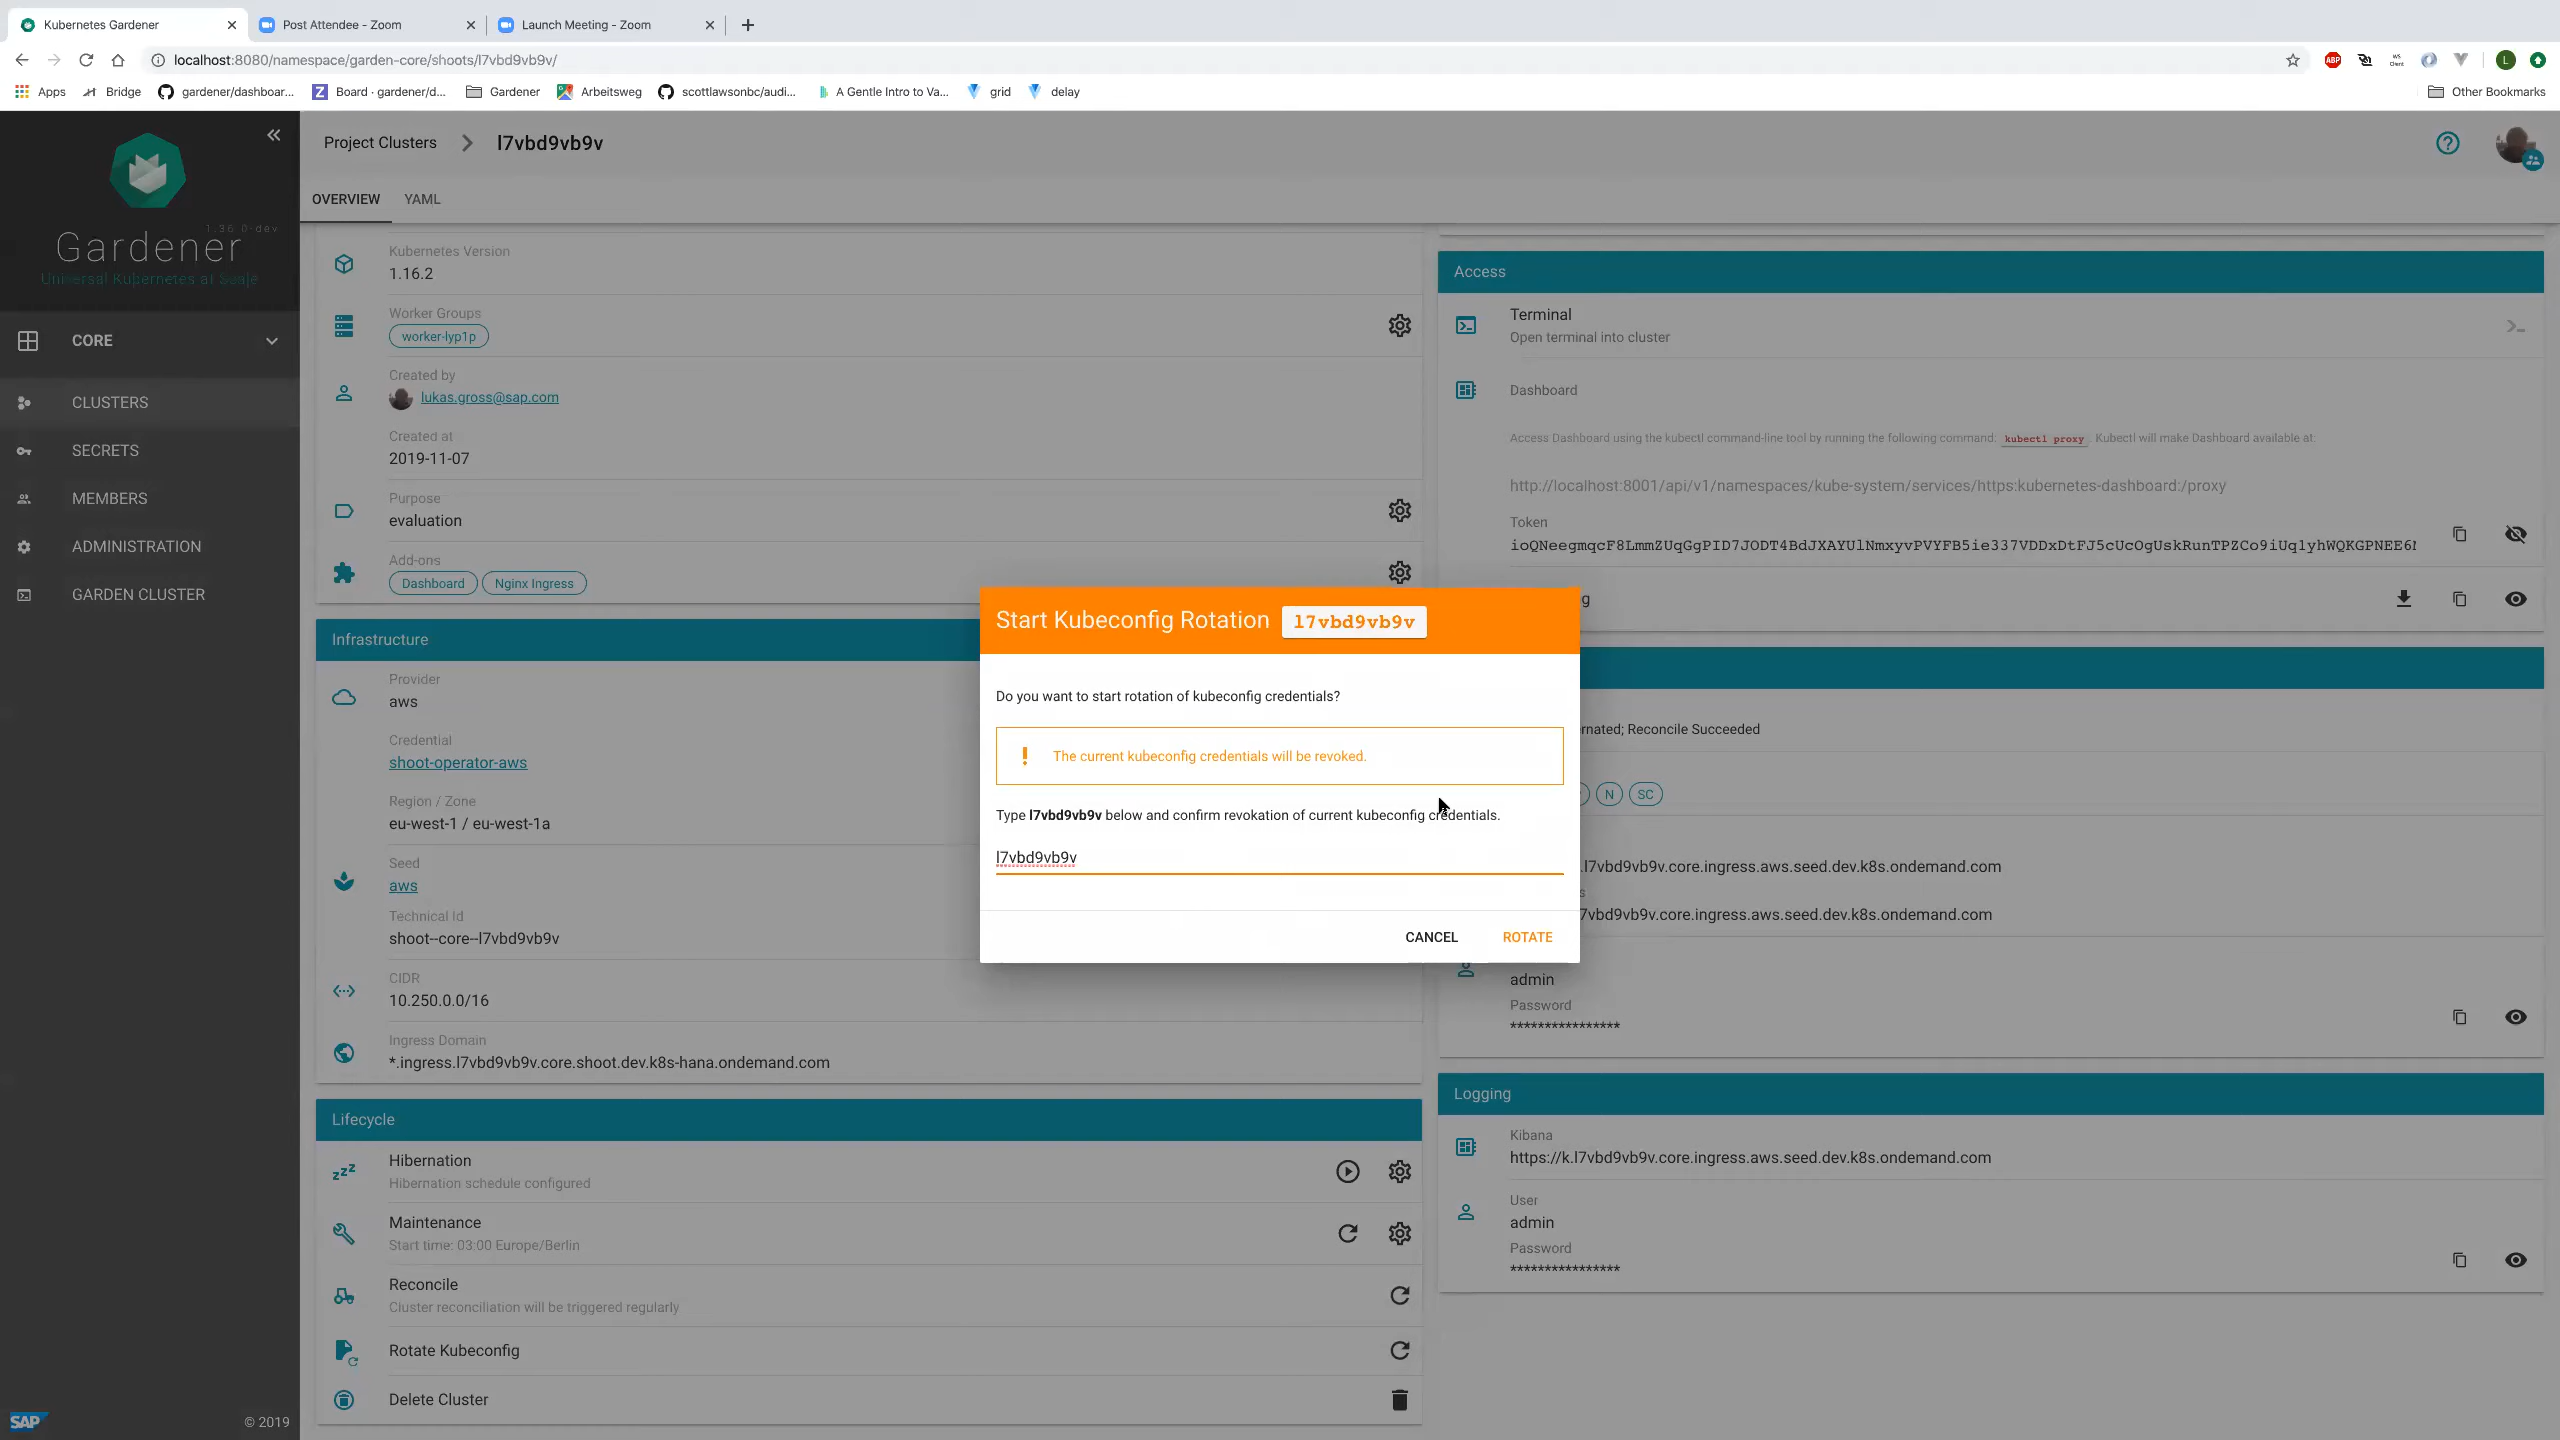 Kubernetes Gardener
Post Attendee - Zoom
Launch Meeting - Zoom
localhost:8080/namespace/garden-core/shoots/l7vbd9vb9v/
Apps
Bridge
gardener/dashboar...
Board · gardener/d...
Gardener
Arbeitsweg
scottlawsonbc/audi...
A Gentle Intro to Va...
grid
delay
Other Bookmarks
1.36.0-dev
Gardener
Universal Kubernetes at Scale
CORE
CLUSTERS
SECRETS
MEMBERS
ADMINISTRATION
GARDEN CLUSTER
SAP
© 2019
Project Clusters
l7vbd9vb9v
OVERVIEW
YAML
Kubernetes Version
1.16.2
Worker Groups
worker-lyp1p
Created by
lukas.gross@sap.com
Created at
2019-11-07
Purpose
evaluation
Add-ons
Dashboard
Nginx Ingress
Infrastructure
Provider
aws
Credential
shoot-operator-aws
Region / Zone
eu-west-1 / eu-west-1a
Seed
aws
Technical Id
shoot--core--l7vbd9vb9v
CIDR
10.250.0.0/16
Ingress Domain
*.ingress.l7vbd9vb9v.core.shoot.dev.k8s-hana.ondemand.com
Lifecycle
Hibernation
Hibernation schedule configured
Maintenance
Start time: 03:00 Europe/Berlin
Reconcile
Cluster reconciliation will be triggered regularly
Rotate Kubeconfig
Delete Cluster
Start Kubeconfig Rotation
l7vbd9vb9v
Do you want to start rotation of kubeconfig credentials?
! The current kubeconfig credentials will be revoked.
Type l7vbd9vb9v below and confirm revokation of current kubeconfig credentials.
l7vbd9vb9v
CANCEL
ROTATE
Access
Terminal
Open terminal into cluster
Dashboard
Access Dashboard using the kubectl command-line tool by running the following command: kubectl proxy. Kubectl will make Dashboard available at:
http://localhost:8001/api/v1/namespaces/kube-system/services/https:kubernetes-dashboard:/proxy
Token
ioQNeegmqcF8LmmZUqGgPID7JODT4BdJXAYUlNmxyvPVYFB5ie337VDDxDtFJ5cUcOgUskRunTPZCo9iUq1yhWQKGPNEE6
g
rnated; Reconcile Succeeded
N
SC
.l7vbd9vb9v.core.ingress.aws.seed.dev.k8s.ondemand.com
s
7vbd9vb9v.core.ingress.aws.seed.dev.k8s.ondemand.com
admin
Password
****************
Logging
Kibana
https://k.l7vbd9vb9v.core.ingress.aws.seed.dev.k8s.ondemand.com
User
admin
Password
****************